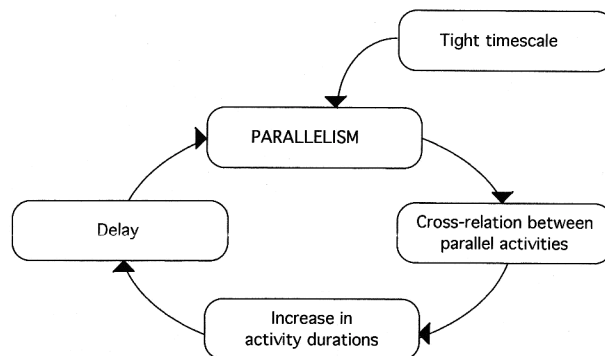 Tight timescale
PARALLELISM
Delay
Cross-relation between
parallel activities
Increase in
activity durations